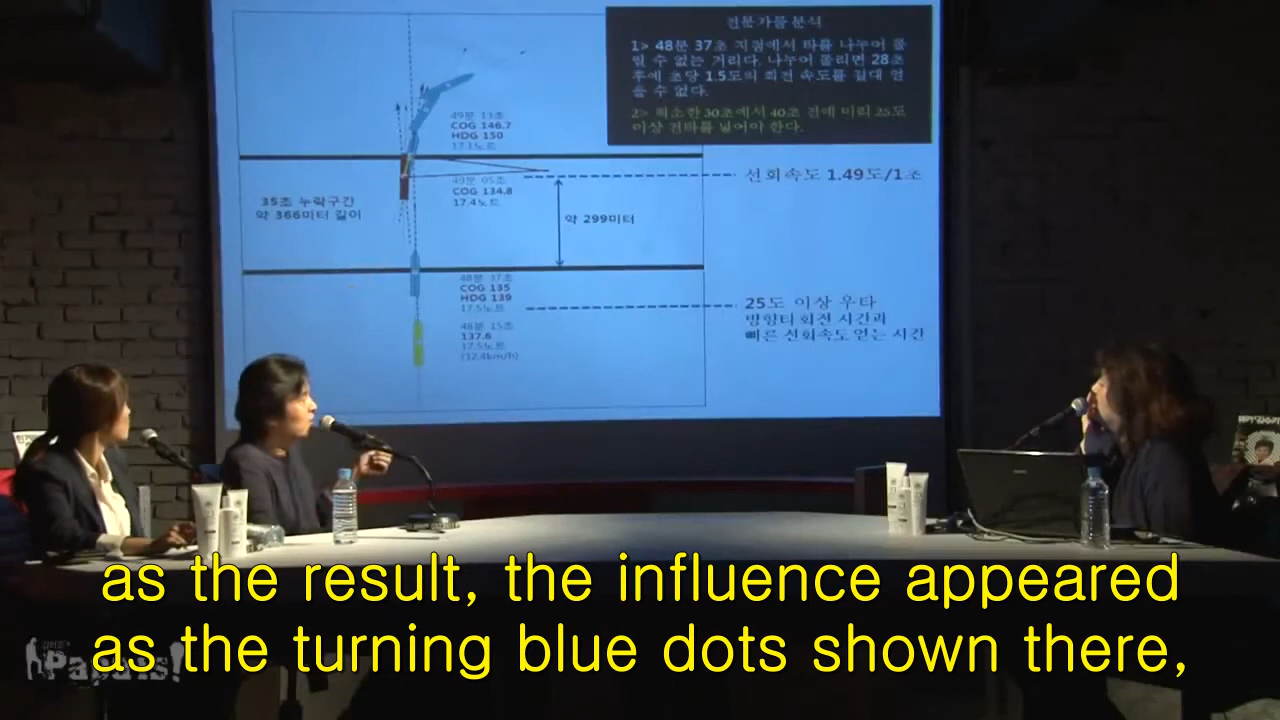 전문가들 분석
1> 48분 37초 지점에서 타를 나누어 돌
릴 수 없는 거리다. 나누어 돌리면 28초
후에 초당 1.5도의 회전 속도를 절대 얻
을 수 없다.
2> 최소한 30초에서 40초 전에 미리 25도
이상 전타를 넣어야 한다.
49분 13초
COG 146.7
HDG 150
17.1노트
선회속도 1.49도/1초
49분 05초
COG 134.8
17.4노트
35초 누락구간
약 366미터 길이
약 299미터
48분 37초
COG 135
HDG 139
17.5노트
25도 이상 우타
방향타 회전 시간과
빠른 선회속도 얻는 시간
48분 15초
137.6
17.5노트
(32.4km/h)
as the result, the influence appeared
as the turning blue dots shown there,
Papa is!